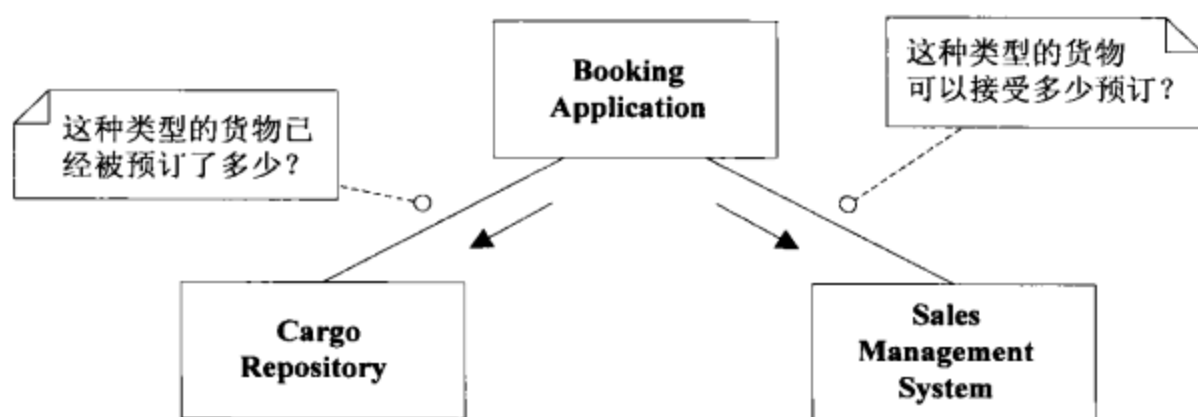 Booking
Application
这种类型的货物
可以接受多少预订？
这种类型的货物已
经被预订了多少？
Cargo
Repository
Sales
Management
System